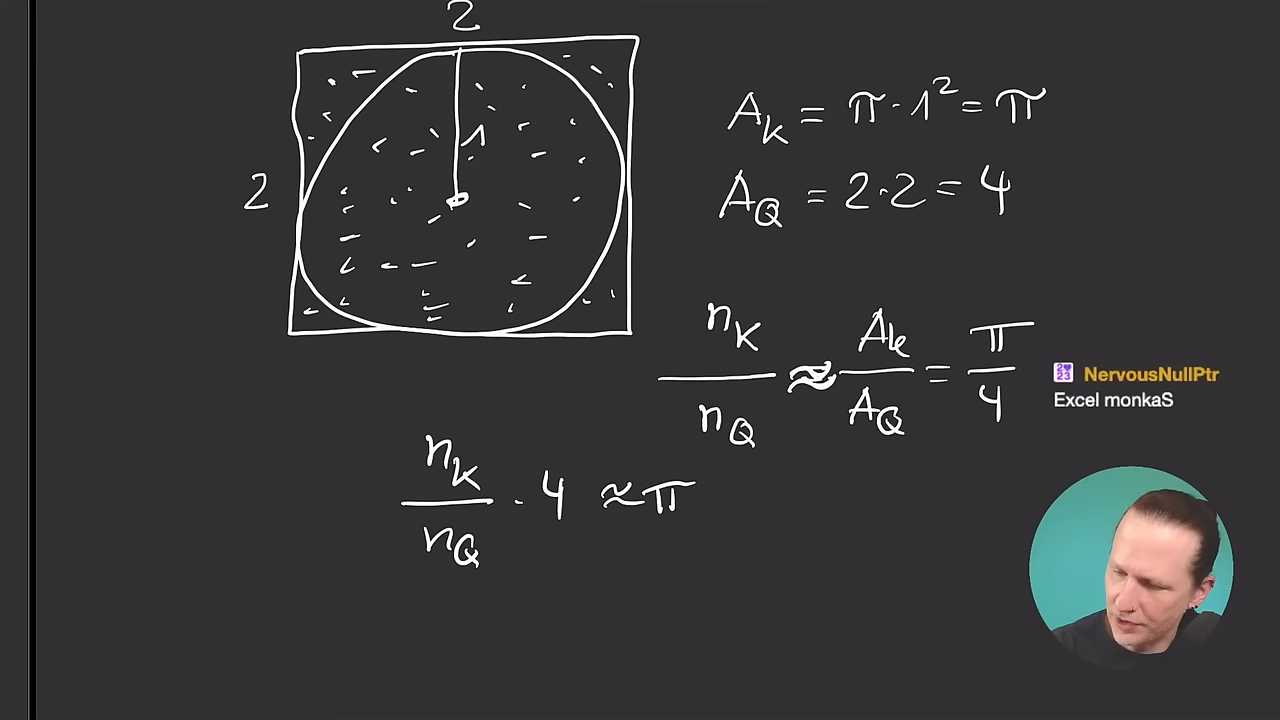 2
2
1
A_K = π · 1² = π
A_Q = 2 · 2 = 4
n_K / n_Q ≈ A_K / A_Q = π / 4
NervousNullPtr
Excel monkaS
n_K / n_Q · 4 ≈ π